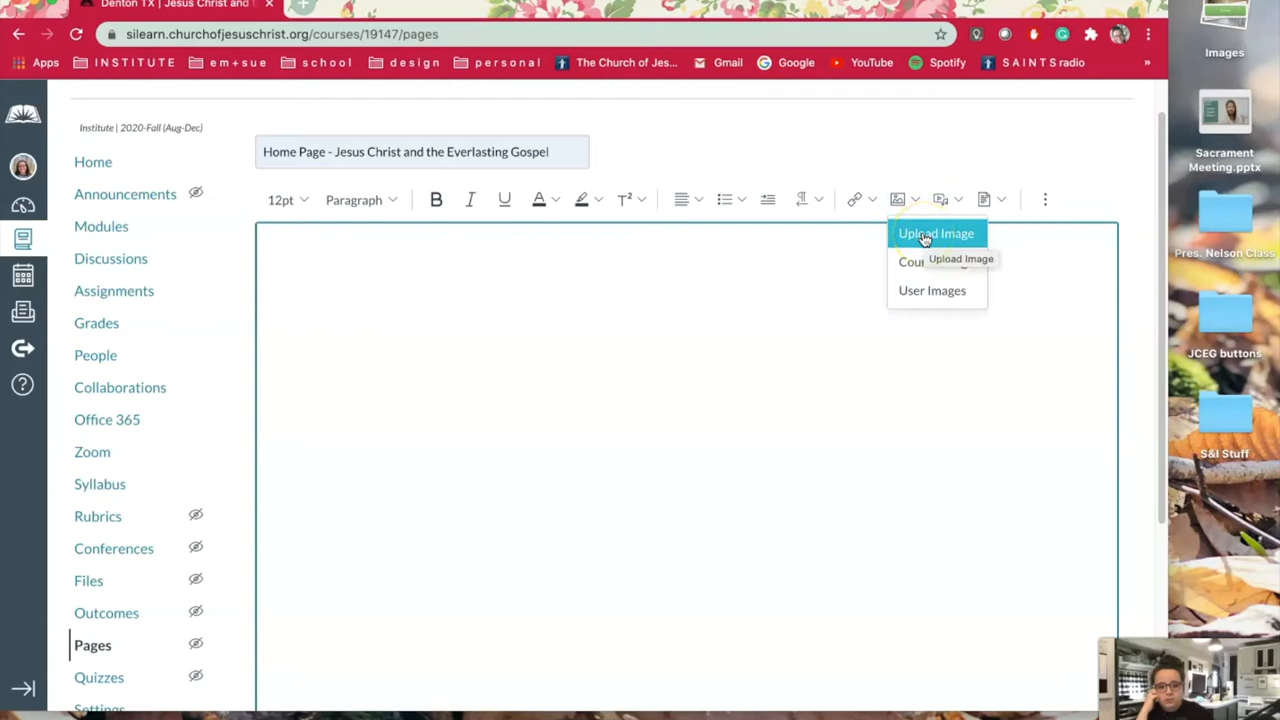 Denton TX | Jesus Christ and
silearn.churchofjesuschrist.org/courses/19147/pages
Apps
INSTITUTE
em+sue
school
design
personal
The Church of Jes...
Gmail
Google
YouTube
Spotify
SAINTS radio
»
Images
Sacrament
Meeting.pptx
Pres. Nelson Class
JCEG buttons
S&I Stuff
Institute | 2020-Fall (Aug-Dec)
Home
Announcements
Modules
Discussions
Assignments
Grades
People
Collaborations
Office 365
Zoom
Syllabus
Rubrics
Conferences
Files
Outcomes
Pages
Quizzes
Settings
Home Page - Jesus Christ and the Everlasting Gospel
12pt
Paragraph
B I U A T²
Upload Image
Upload Image
User Images